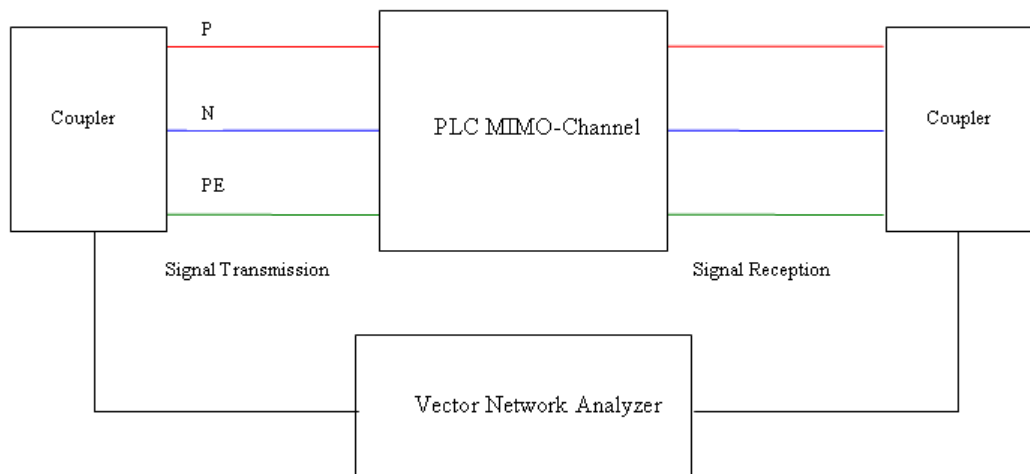 P
Coupler
N
PLC MIMO-Channel
Coupler
PE
Signal Transmission
Signal Reception
Vector Network Analyzer